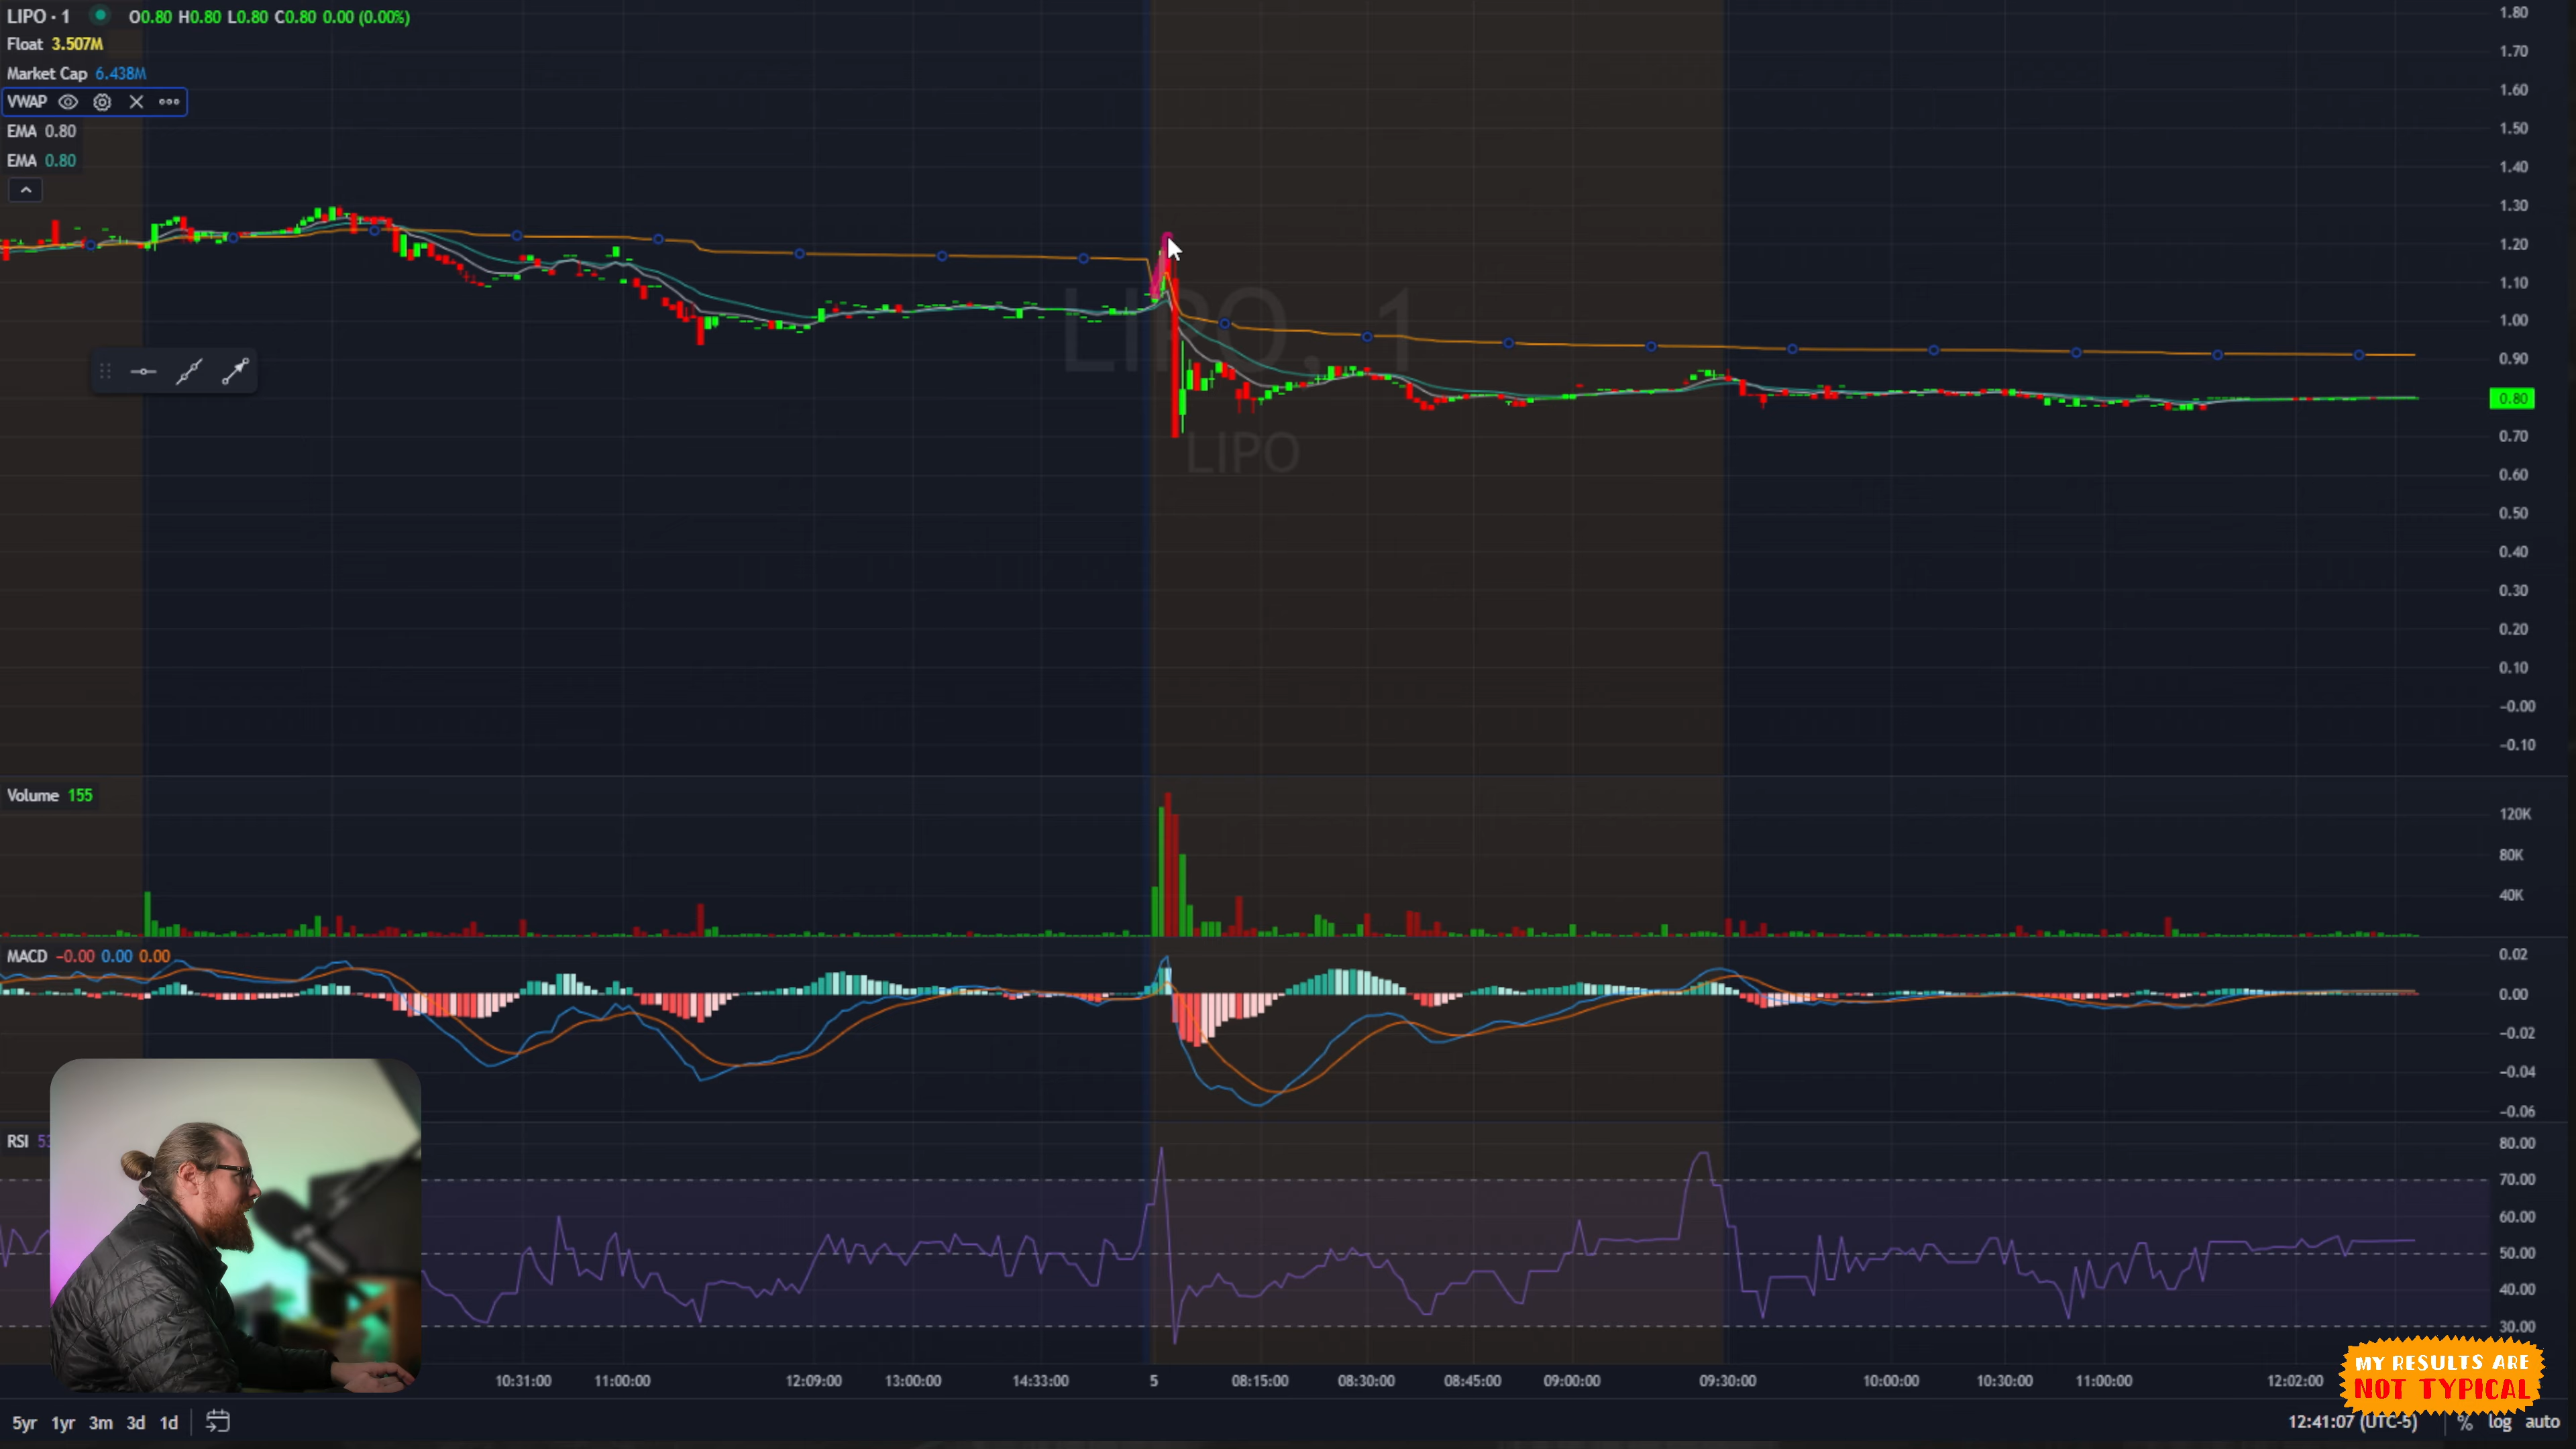 LIPO · 1 O0.80 H0.80 L0.80 C0.80 0.00 (0.00%)
Float 3.507M
Market Cap 6.438M
VWAP
EMA 0.80
EMA 0.80
LIPO, 1
LIPO
1.80
1.70
1.60
1.50
1.40
1.30
1.20
1.10
1.00
0.90
0.80
0.70
0.60
0.50
0.40
0.30
0.20
0.10
−0.00
−0.10
Volume 155
120K
80K
40K
MACD −0.00 0.00 0.00
0.02
0.00
−0.02
−0.04
−0.06
RSI
80.00
70.00
60.00
50.00
40.00
30.00
10:31:00 11:00:00 12:09:00 13:00:00 14:33:00 5 08:15:00 08:30:00 08:45:00 09:00:00 09:30:00 10:00:00 10:30:00 11:00:00 12:02:00
MY RESULTS ARE
NOT TYPICAL
5yr 1yr 3m 3d 1d 12:41:07 (UTC-5) % log auto